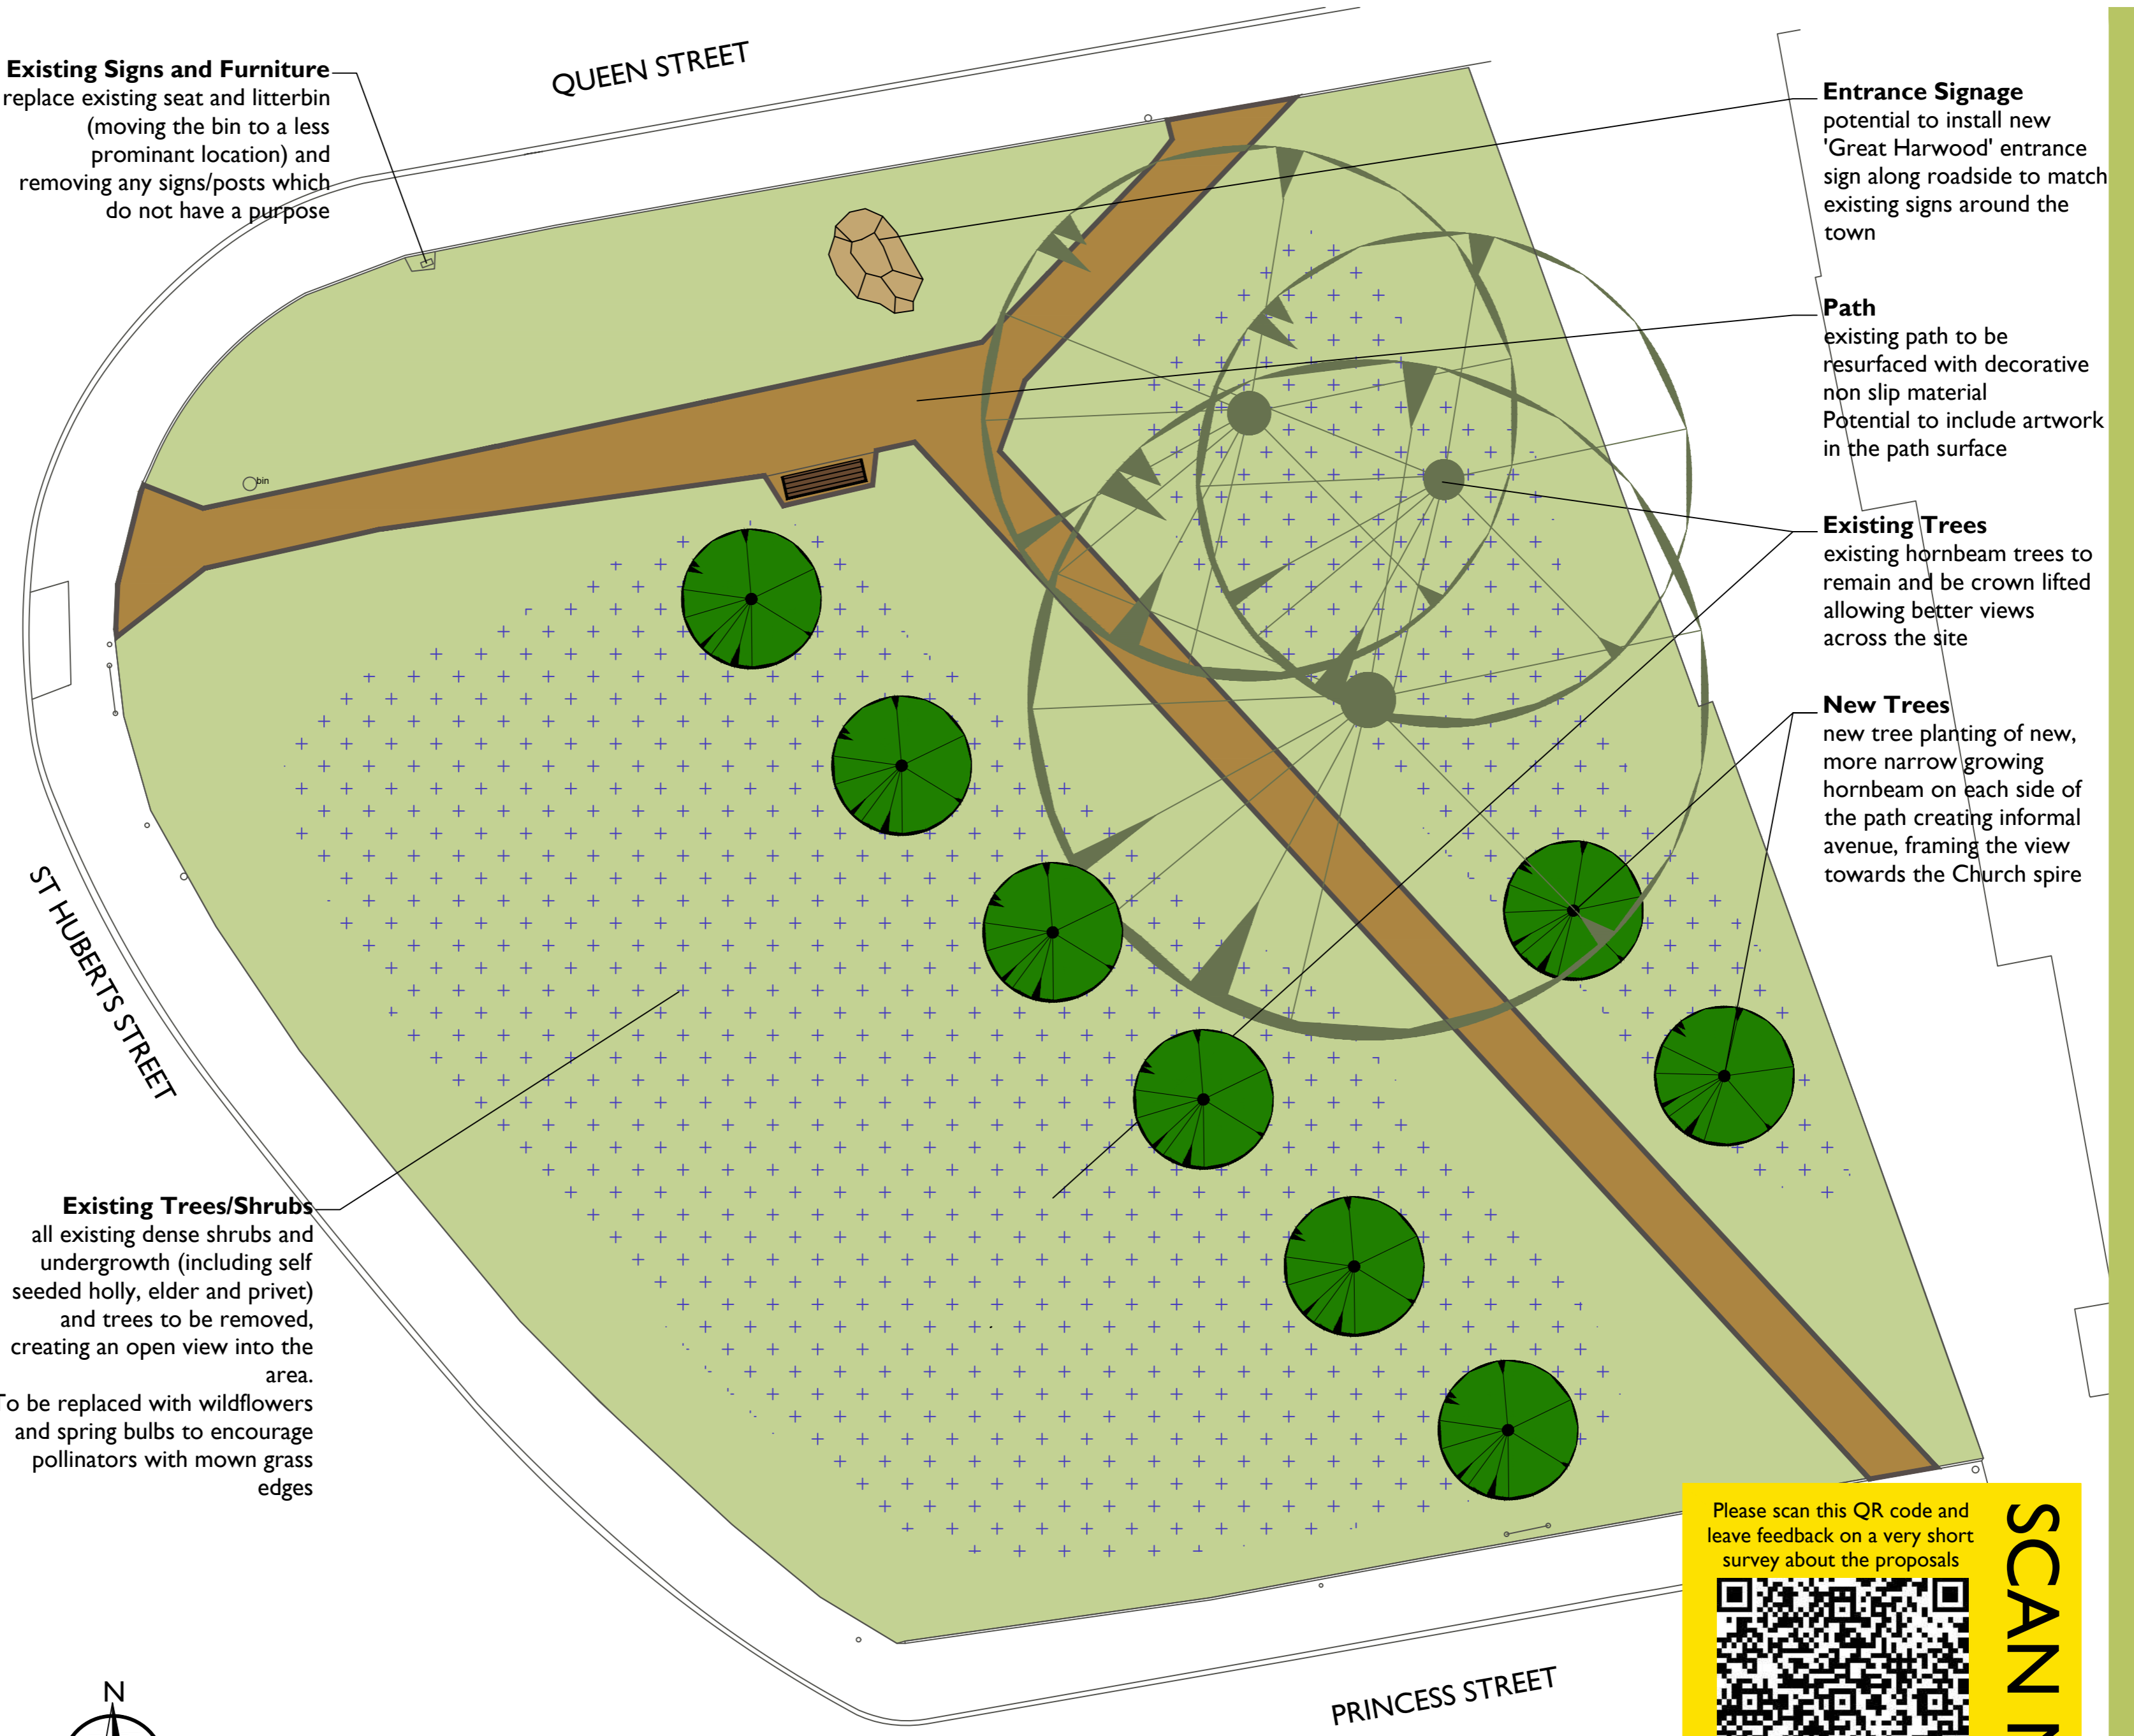 QUEEN STREET
Existing Signs and Furniture
replace existing seat and litterbin
(moving the bin to a less
prominant location) and
removing any signs/posts which
do not have a purpose
Entrance Signage
potential to install new
'Great Harwood' entrance
sign along roadside to match
existing signs around the
town
Path
existing path to be
resurfaced with decorative
non slip material
Potential to include artwork
in the path surface
bin
Existing Trees
existing hornbeam trees to
remain and be crown lifted
allowing better views
across the site
New Trees
new tree planting of new,
more narrow growing
hornbeam on each side of
the path creating informal
avenue, framing the view
towards the Church spire
ST HUBERTS STREET
Existing Trees/Shrubs
all existing dense shrubs and
undergrowth (including self
seeded holly, elder and privet)
and trees to be removed,
creating an open view into the
area.
To be replaced with wildflowers
and spring bulbs to encourage
pollinators with mown grass
edges
Please scan this QR code and
leave feedback on a very short
survey about the proposals
SCAN
PRINCESS STREET
N